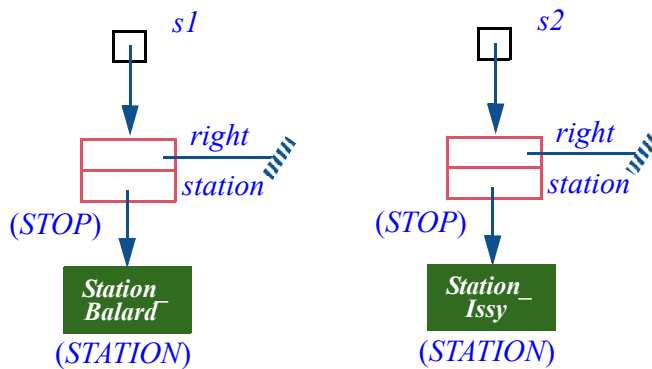 s1
right
station
(STOP)
Station_
Balard
(STATION)
s2
right
station
(STOP)
Station_
Issy
(STATION)